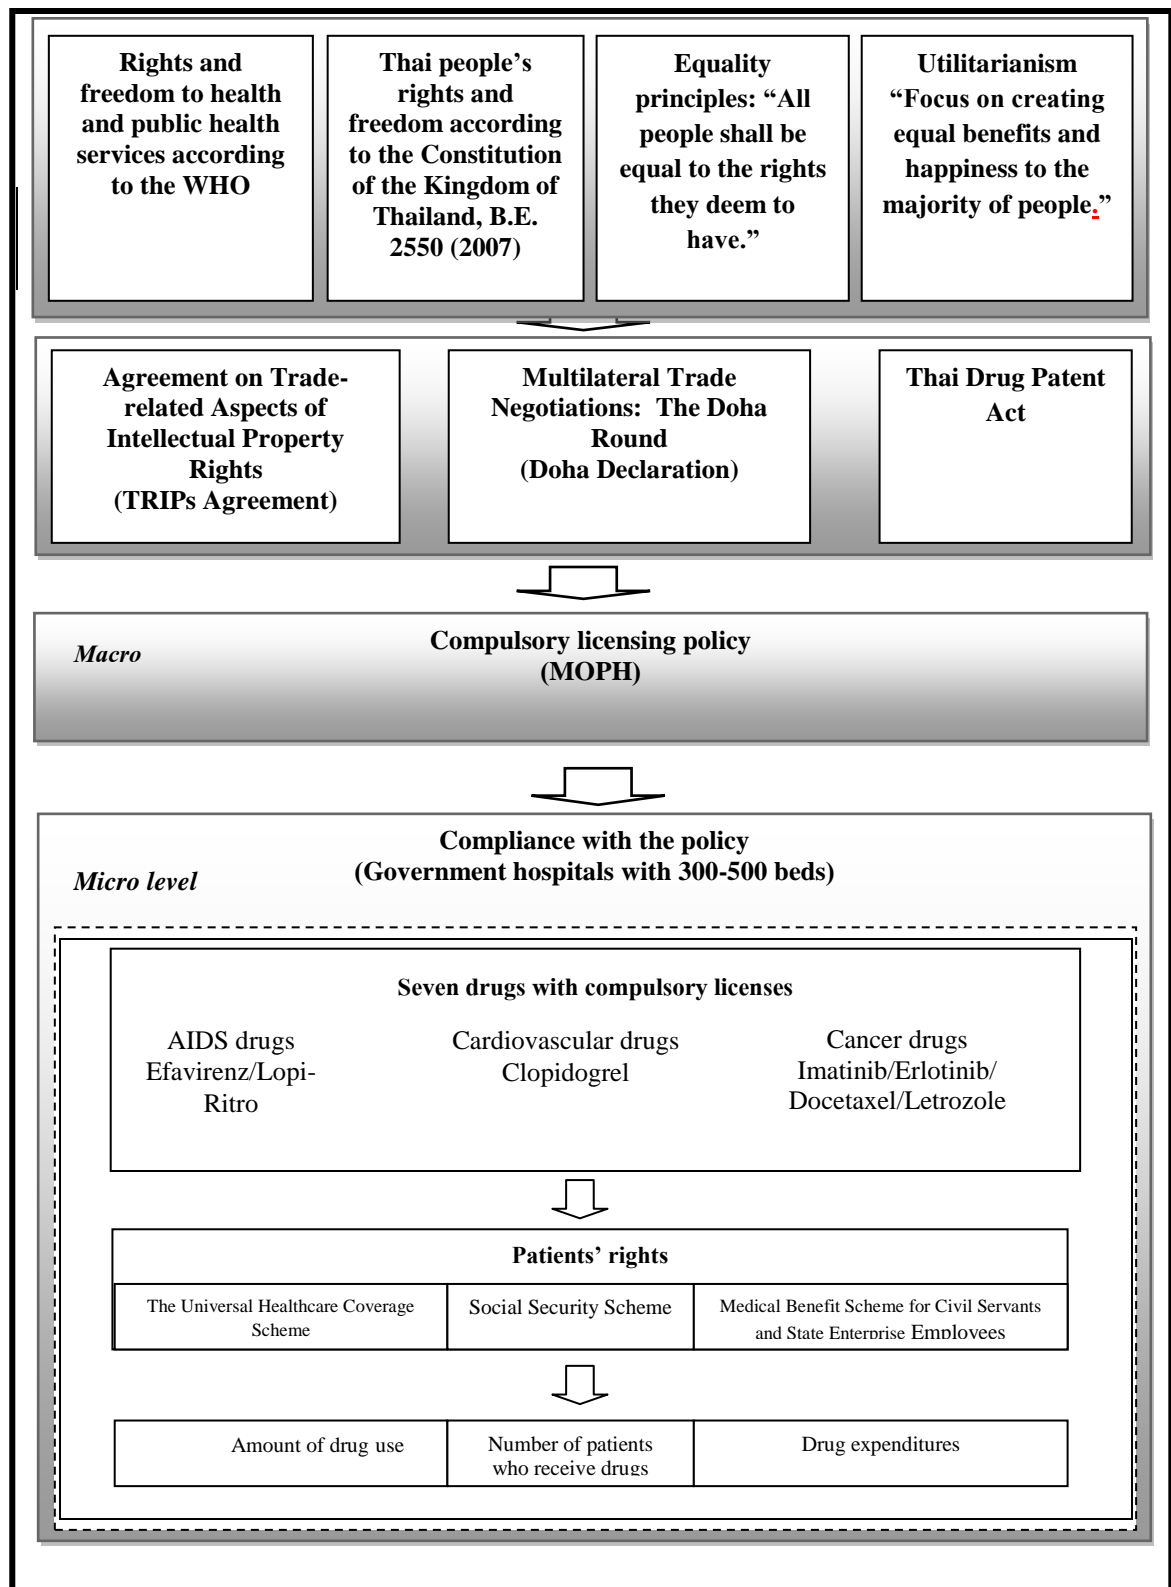 Rights and
freedom to health
and public health
services according
to the WHO
Thai people’s
rights and
freedom according
to the Constitution
of the Kingdom of
Thailand, B.E.
2550 (2007)
Equality
principles: “All
people shall be
equal to the rights
they deem to
have.”
Utilitarianism
“Focus on creating
equal benefits and
happiness to the
majority of people.”
Agreement on Trade-
related Aspects of
Intellectual Property
Rights
(TRIPs Agreement)
Multilateral Trade
Negotiations: The Doha
Round
(Doha Declaration)
Thai Drug Patent
Act
Macro
Compulsory licensing policy
(MOPH)
Compliance with the policy
(Government hospitals with 300-500 beds)
Micro level
Seven drugs with compulsory licenses
AIDS drugs
Efavirenz/Lopi-
Ritro
Cardiovascular drugs
Clopidogrel
Cancer drugs
Imatinib/Erlotinib/
Docetaxel/Letrozole
Patients’ rights
The Universal Healthcare Coverage
Scheme
Social Security Scheme
Medical Benefit Scheme for Civil Servants
and State Enterprise Employees
Amount of drug use
Number of patients
who receive drugs
Drug expenditures